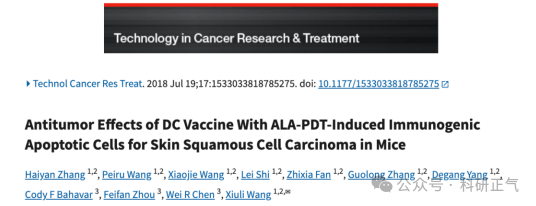 Technology in Cancer Research & Treatment
▸ Technol Cancer Res Treat. 2018 Jul 19;17:1533033818785275. doi: 10.1177/1533033818785275
Antitumor Effects of DC Vaccine With ALA-PDT-Induced Immunogenic
Apoptotic Cells for Skin Squamous Cell Carcinoma in Mice
Haiyan Zhang 1,2, Peiru Wang 1,2, Xiaojie Wang 1,2, Lei Shi 1,2, Zhixia Fan 1,2, Guolong Zhang 1,2, Degang Yang 1,2,
Cody F Bahavar 3, Feifan Zhou 3, Wei R Chen 3, Xiuli Wang 1,2,✉
公众号 · 科研正气